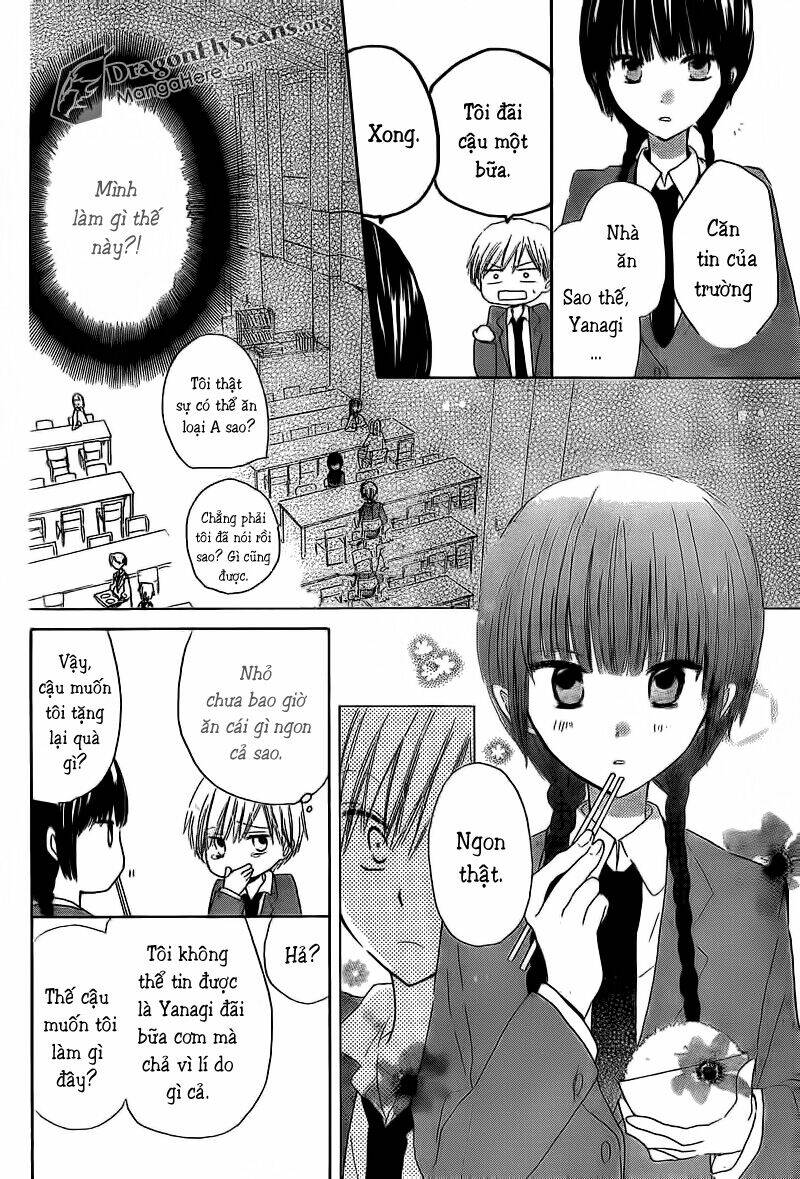 Căn
tin của
trường
Nhà
ăn
Sao thế,
Yanagi
...
Tôi đãi
cậu một
bữa.
Xong.
DragonFlyScans.org
MangaHere.com
Mình
làm gì thế
này?!
Tôi thật
sự có thể ăn
loại A sao?
Chẳng phải
tôi đã nói rồi
sao? Gì cũng
được.
Ngon
thật.
Nhỏ
chưa bao giờ
ăn cái gì ngon
cả sao.
Vậy,
cậu muốn
tôi tặng
lại quà
gì?
Hả?
Tôi không
thể tin được
là Yanagi đãi
bữa cơm mà
chả vì lí do
gì cả.
Thế cậu
muốn tôi
làm gì
đây?